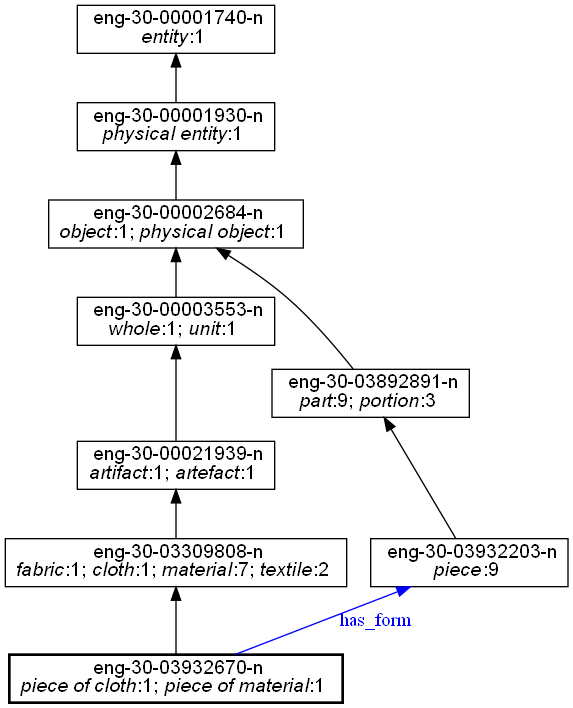 eng-30-00001740-n
entity:1
eng-30-00001930-n
physical entity:1
eng-30-00002684-n
object:1; physical object:1
eng-30-00003553-n
whole:1; unit:1
eng-30-03892891-n
part:9; portion:3
eng-30-00021939-n
artifact:1; artefact:1
eng-30-03309808-n
fabric:1; cloth:1; material:7; textile:2
eng-30-03932203-n
piece:9
has_form
eng-30-03932670-n
piece of cloth:1; piece of material:1